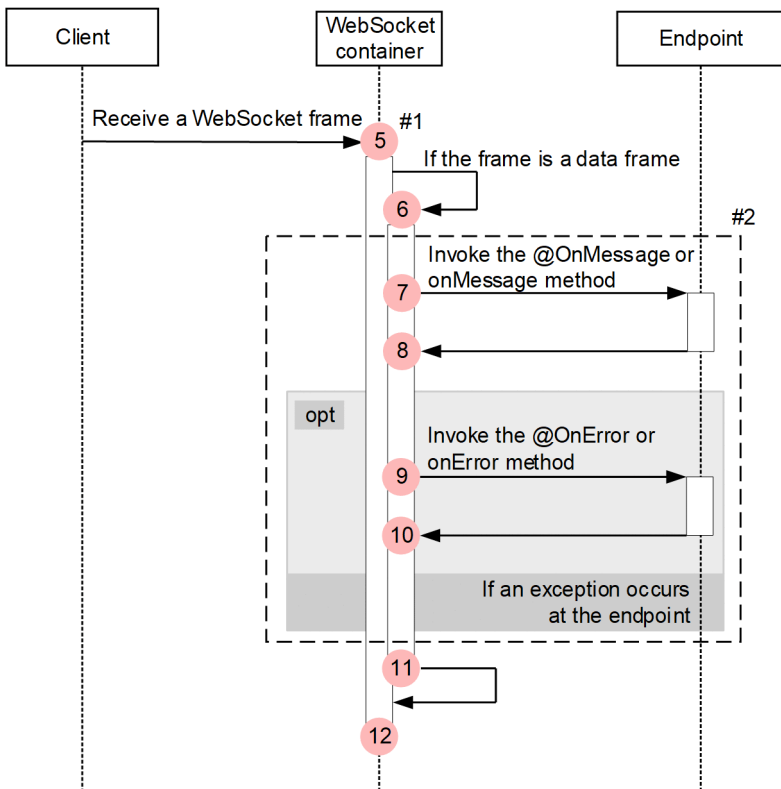 Client
WebSocket
container
Endpoint
Receive a WebSocket frame
#1
5
If the frame is a data frame
6
#2
Invoke the @OnMessage or
onMessage method
7
8
opt
Invoke the @OnError or
onError method
9
10
If an exception occurs
at the endpoint
11
12